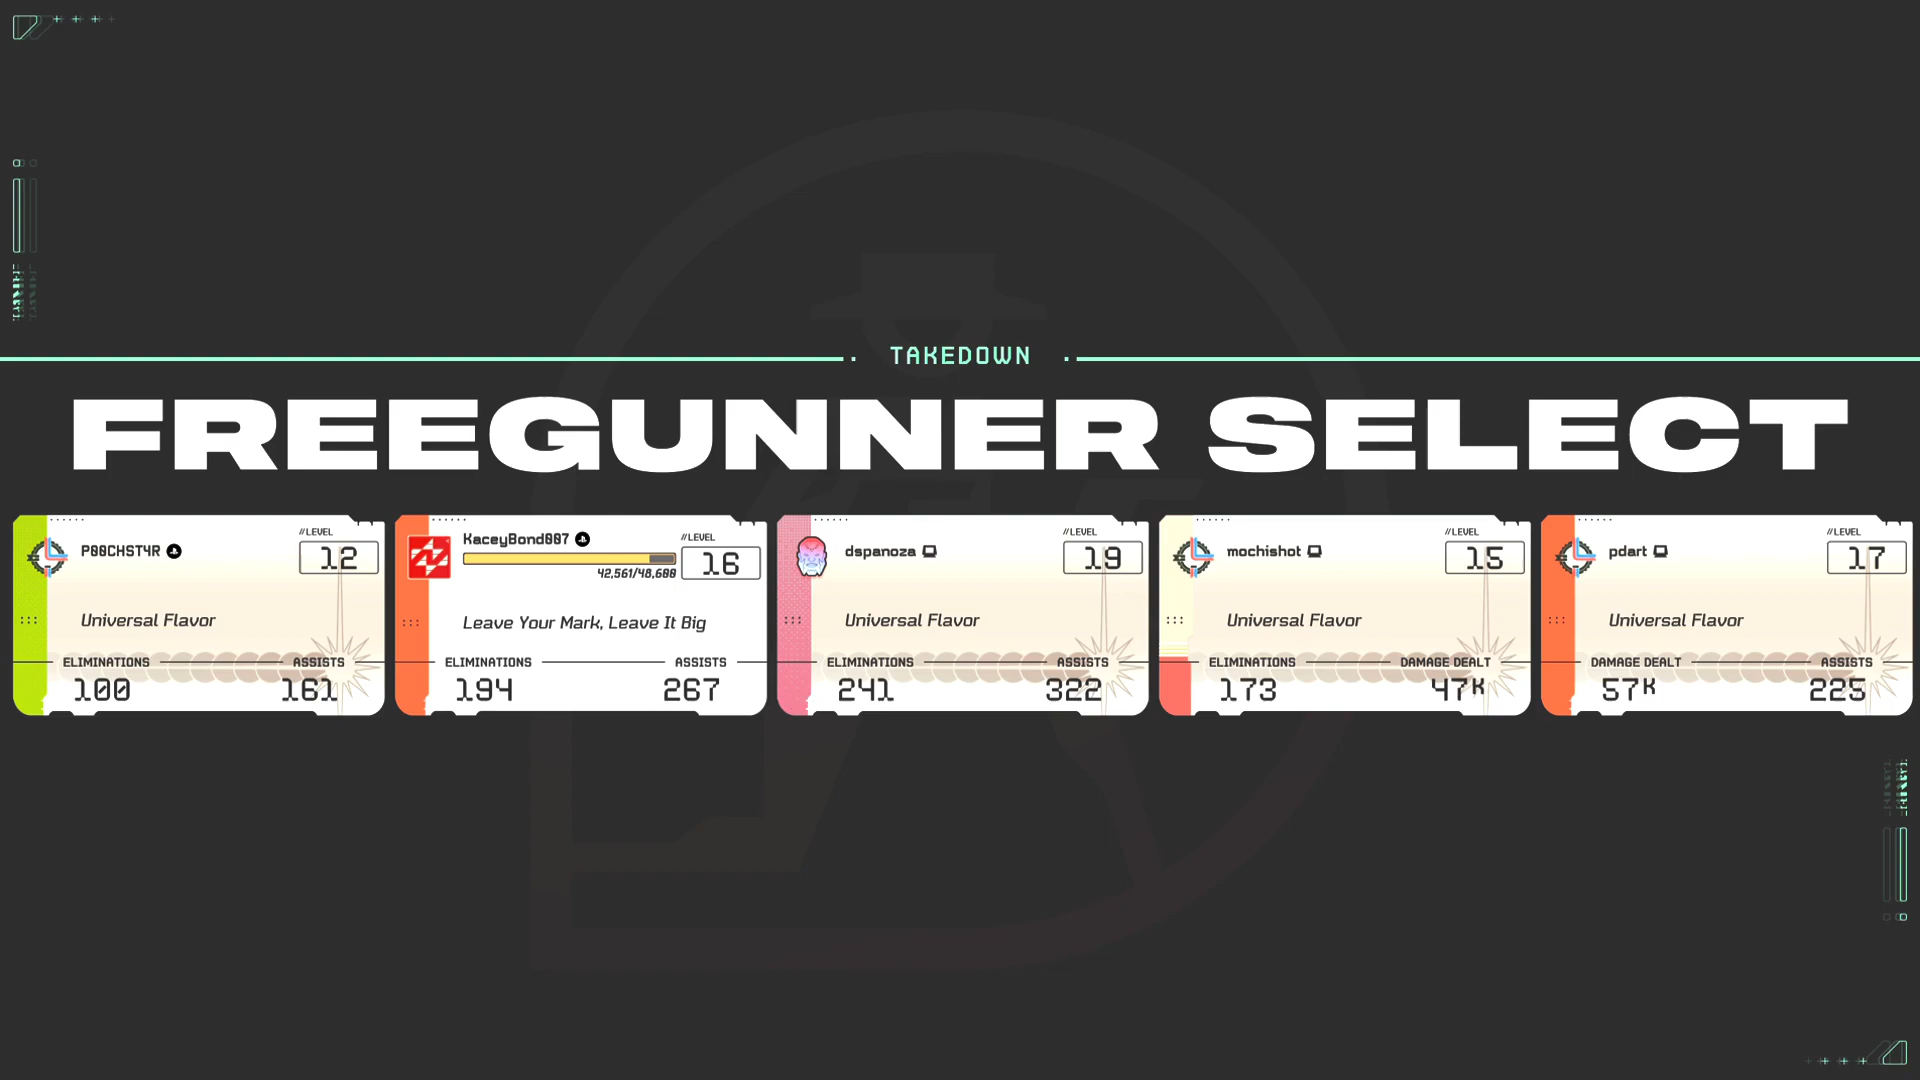 TAKEDOWN
FREEGUNNER SELECT
P00CHST4R
//LEVEL
12
Universal Flavor
ELIMINATIONS ASSISTS
100 161
KaceyBond007
//LEVEL
16
42,561/48,600
Leave Your Mark, Leave It Big
ELIMINATIONS ASSISTS
194 267
dspanoza
//LEVEL
19
Universal Flavor
ELIMINATIONS ASSISTS
241 322
mochishot
//LEVEL
15
Universal Flavor
ELIMINATIONS DAMAGE DEALT
173 47K
pdart
//LEVEL
17
Universal Flavor
DAMAGE DEALT ASSISTS
57K 225